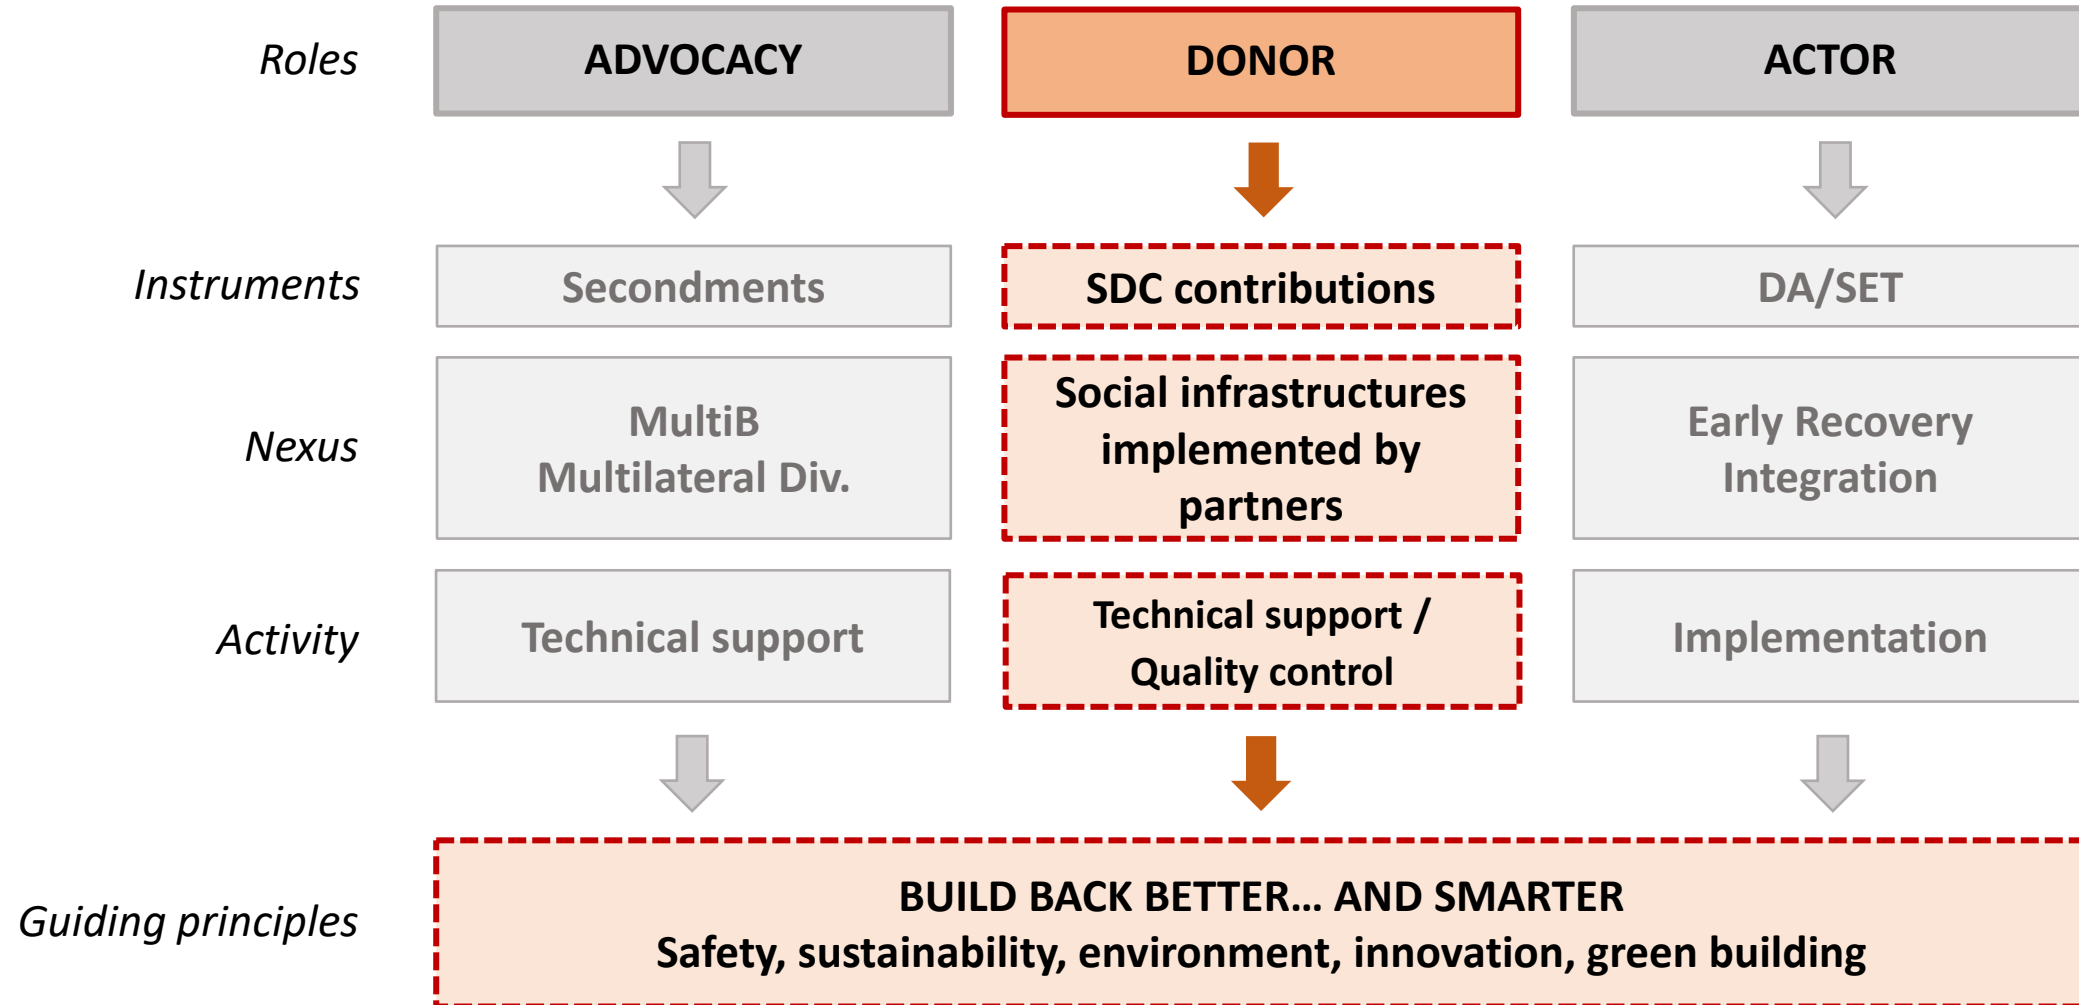 Roles
ADVOCACY
DONOR
ACTOR
Instruments
Secondments
SDC contributions
DA/SET
Nexus
MultiB
Multilateral Div.
Social infrastructures
implemented by
partners
Early Recovery
Integration
Activity
Technical support
Technical support /
Quality control
Implementation
Guiding principles
BUILD BACK BETTER... AND SMARTER
Safety, sustainability, environment, innovation, green building